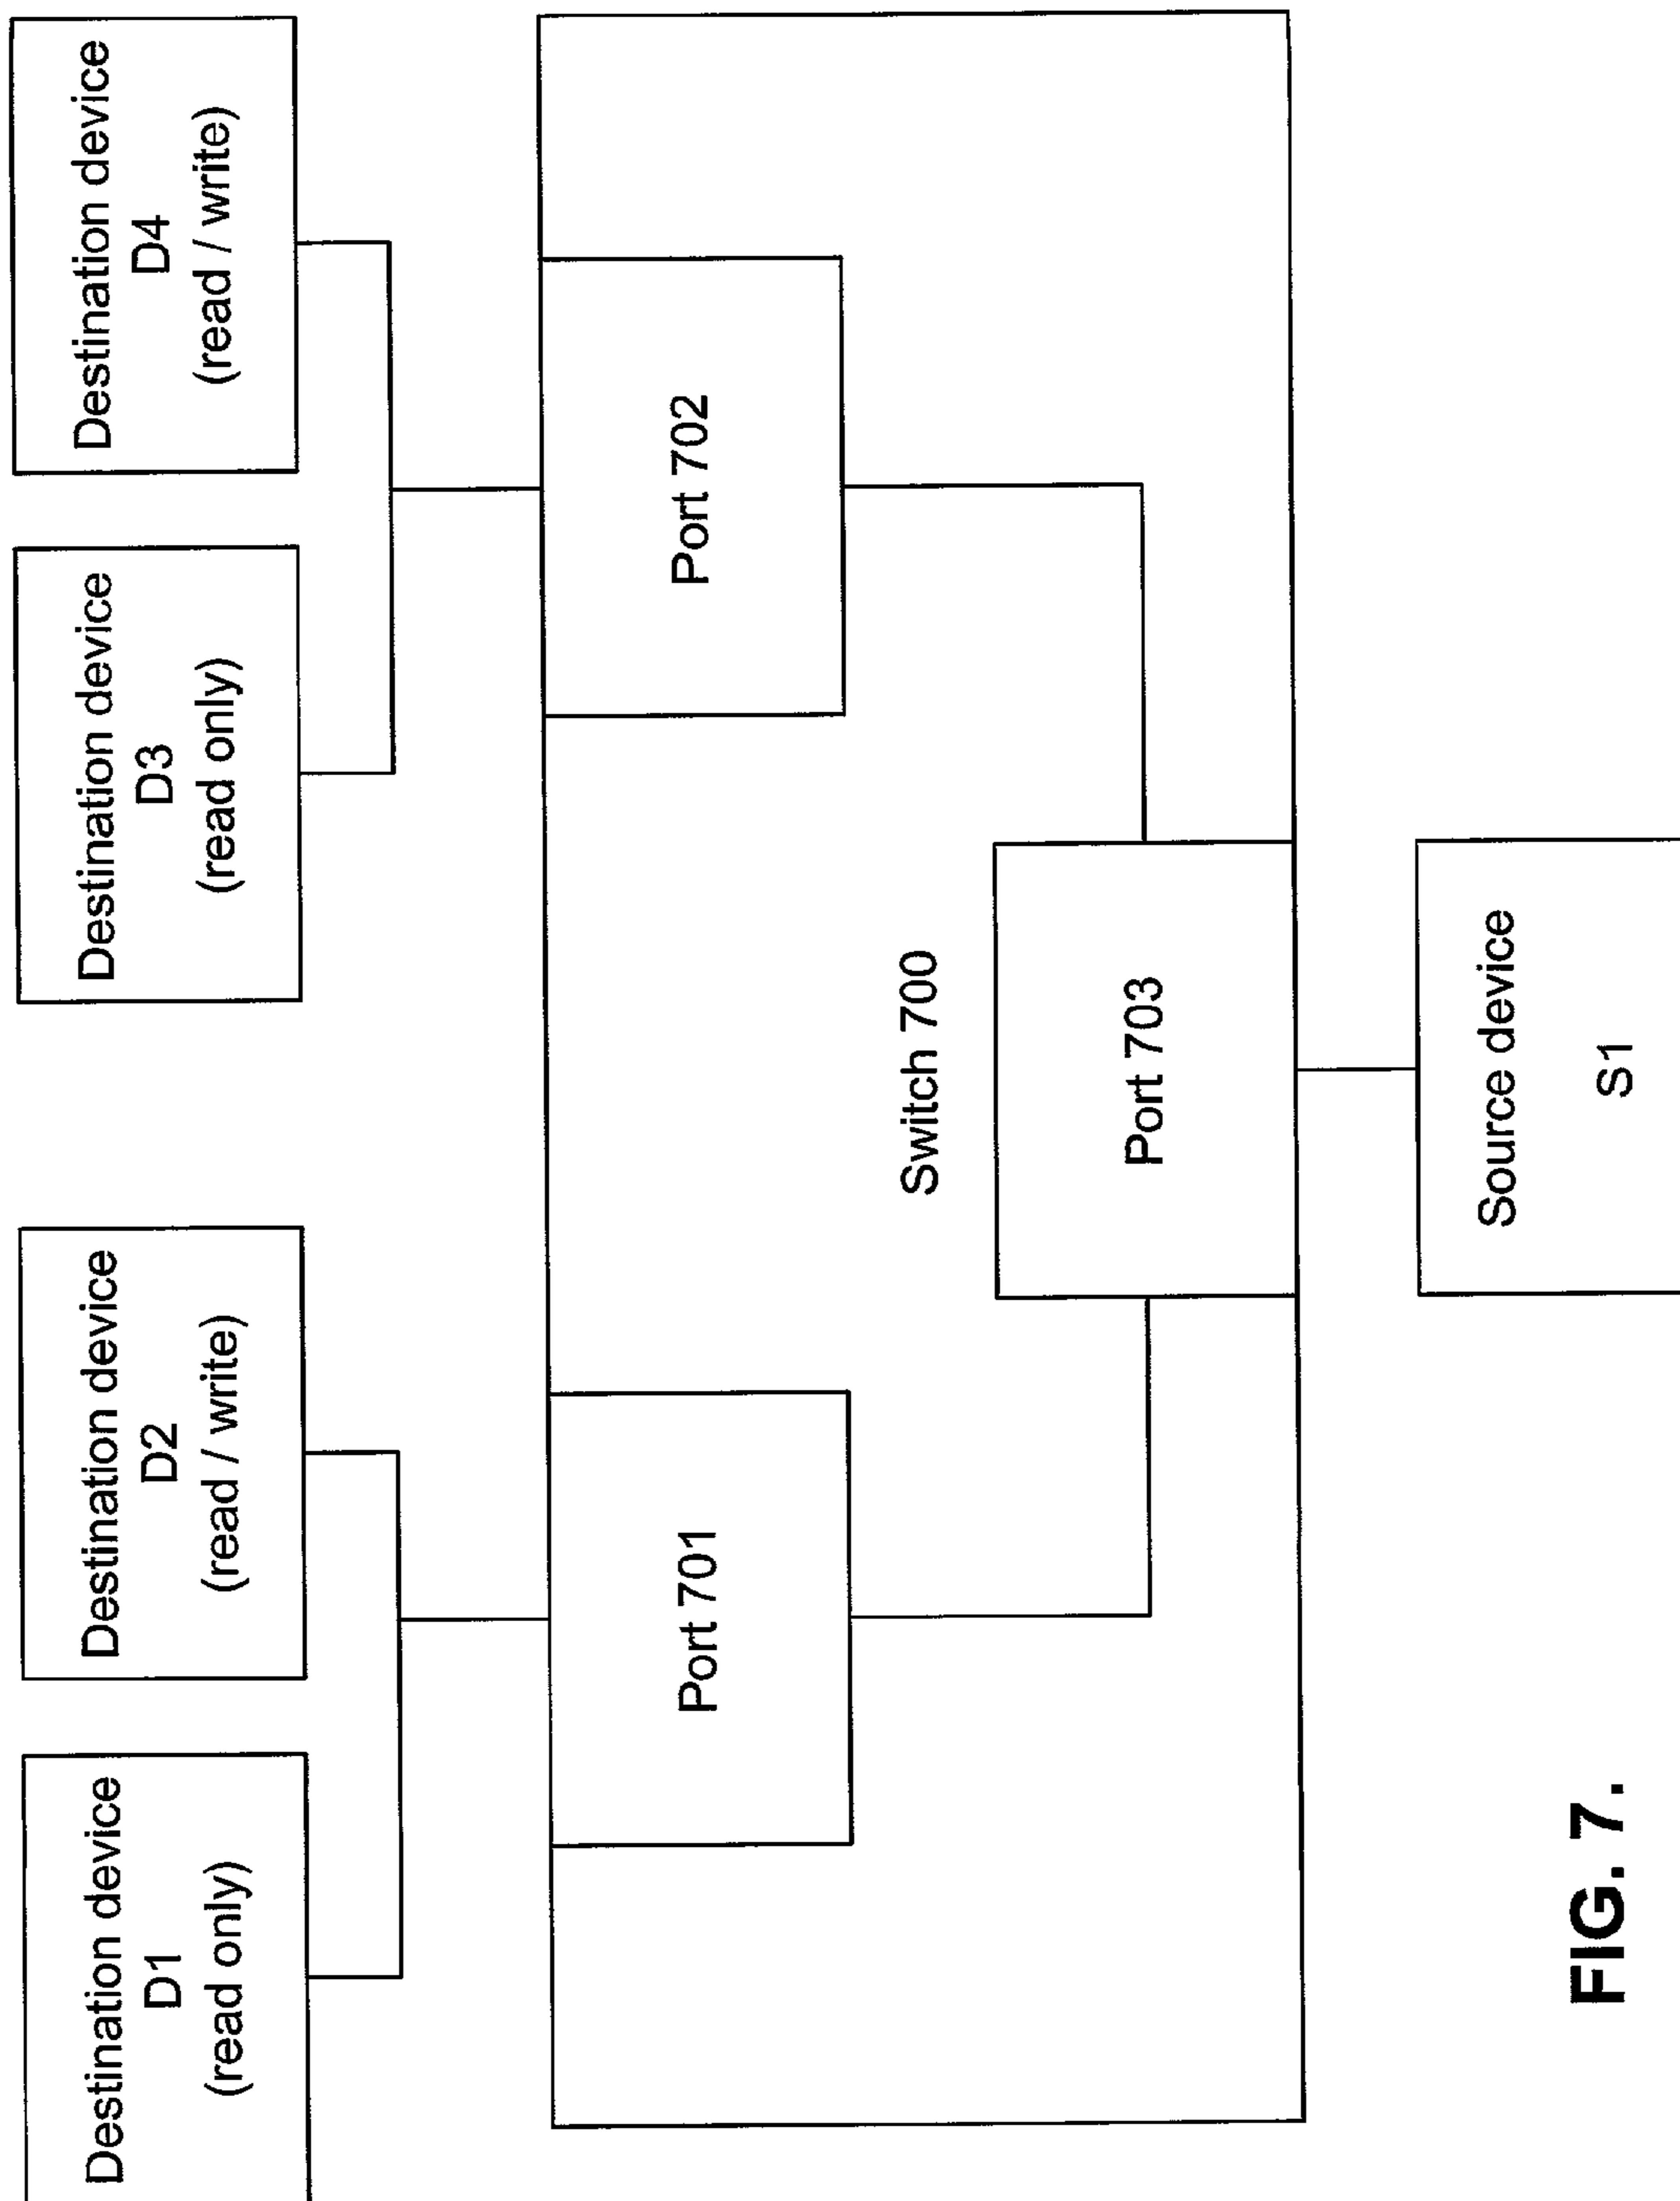 Destination device
D1
(read only)
Destination device
D2
(read / write)
Destination device
D3
(read only)
Destination device
D4
(read / write)
Port 701
Port 702
Switch 700
Port 703
Source device
S1
FIG. 7.